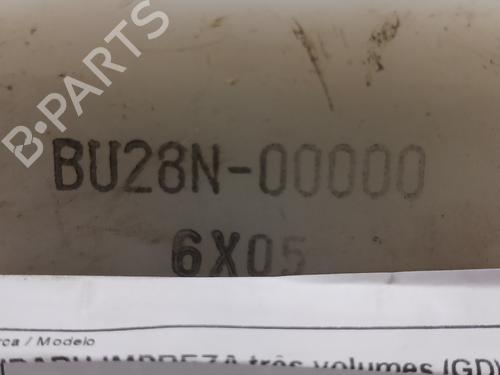 B-PARTS
BU28N-00000
6X05
rca / Modelo
IMPREZA três volumes (GD)